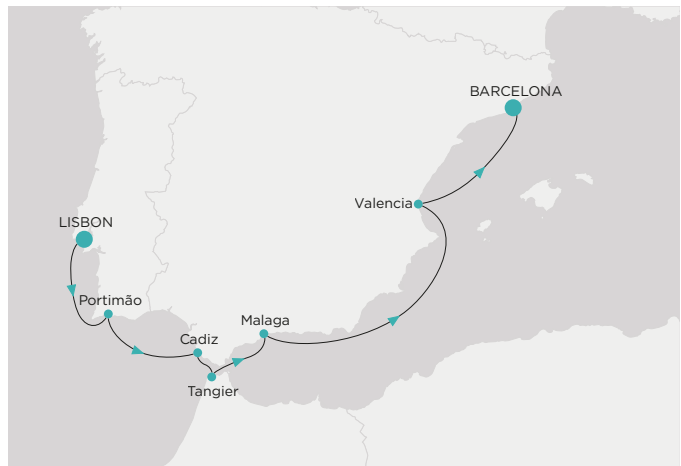 BARCELONA
Valencia
LISBON
Portimão
Malaga
Cadiz
Tangier